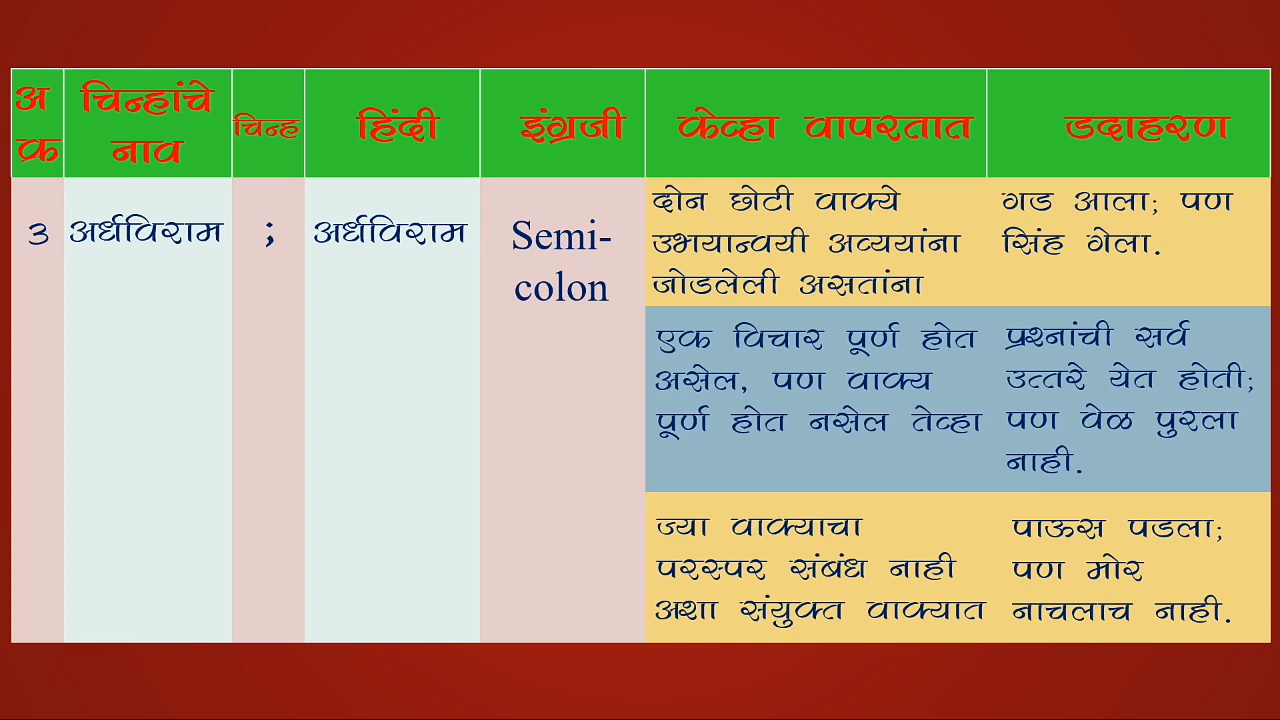 अ क्र
चिन्हांचे नाव
चिन्ह
हिंदी
इंग्रजी
केव्हा वापरतात
उदाहरण
३
अर्धविराम
;
अर्धविराम
Semi-
colon
दोन छोटी वाक्ये
उभयान्वयी अव्ययांना
जोडलेली असतांना
गड आला; पण
सिंह गेला.
एक विचार पूर्ण होत
असेल, पण वाक्य
पूर्ण होत नसेल तेव्हा
प्रश्नांची सर्व
उत्तरे येत होती;
पण वेळ पुरला
नाही.
ज्या वाक्याचा
परस्पर संबंध नाही
अशा संयुक्त वाक्यात
पाऊस पडला;
पण मोर
नाचलाच नाही.